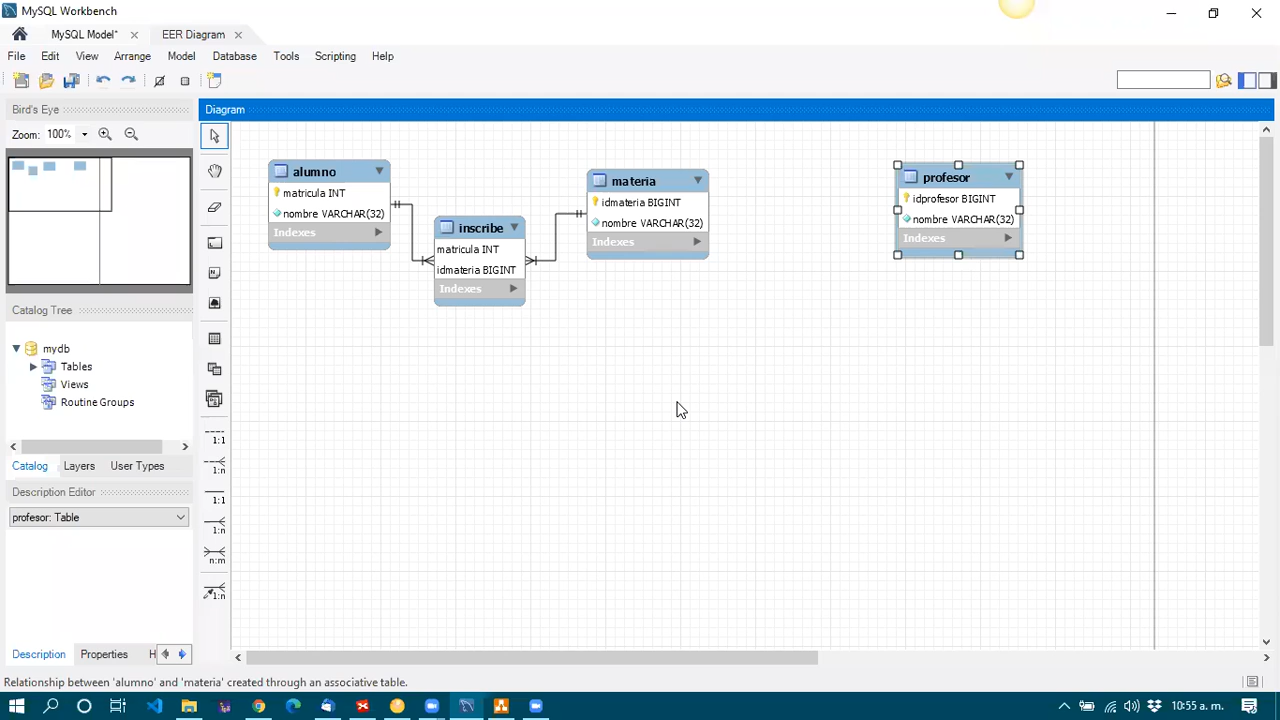 MySQL Workbench
MySQL Model* EER Diagram
File Edit View Arrange Model Database Tools Scripting Help
Bird's Eye
Zoom: 100%
Diagram
alumno
matricula INT
nombre VARCHAR(32)
Indexes
inscribe
matricula INT
idmateria BIGINT
Indexes
materia
idmateria BIGINT
nombre VARCHAR(32)
Indexes
profesor
idprofesor BIGINT
nombre VARCHAR(32)
Indexes
Catalog Tree
mydb
Tables
Views
Routine Groups
Catalog Layers User Types
Description Editor
profesor: Table
1:1
1:n
1:1
1:n
n:m
1:n
Description Properties H
Relationship between 'alumno' and 'materia' created through an associative table.
10:55 a. m.